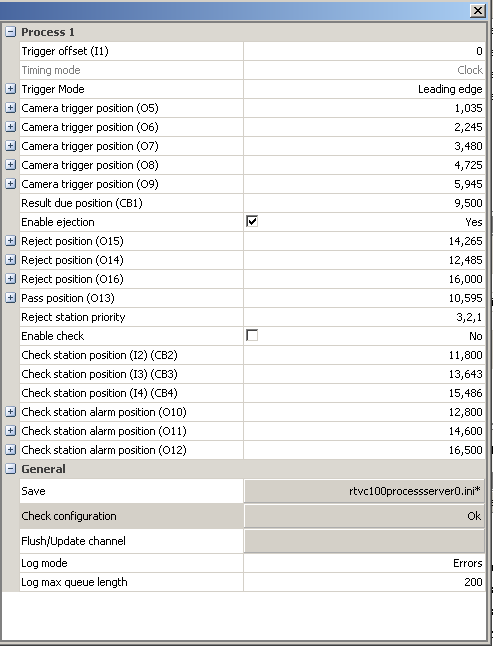 Process 1
Trigger offset (I1) 0
Timing mode Clock
Trigger Mode Leading edge
Camera trigger position (O5) 1,035
Camera trigger position (O6) 2,245
Camera trigger position (O7) 3,480
Camera trigger position (O8) 4,725
Camera trigger position (O9) 5,945
Result due position (CB1) 9,500
Enable ejection Yes
Reject position (O15) 14,265
Reject position (O14) 12,485
Reject position (O16) 16,000
Pass position (O13) 10,595
Reject station priority 3,2,1
Enable check No
Check station position (I2) (CB2) 11,800
Check station position (I3) (CB3) 13,643
Check station position (I4) (CB4) 15,486
Check station alarm position (O10) 12,800
Check station alarm position (O11) 14,600
Check station alarm position (O12) 16,500
General
Save rtvc100processserver0.ini*
Check configuration Ok
Flush/Update channel
Log mode Errors
Log max queue length 200